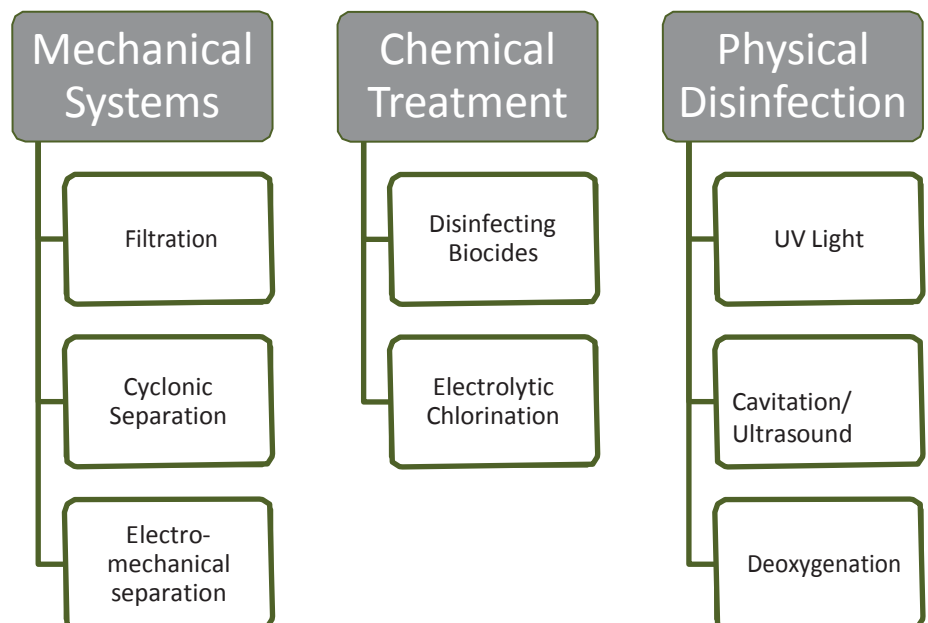 Mechanical
Systems
Filtration
Cyclonic
Separation
Electro-
mechanical
separation
Chemical
Treatment
Disinfecting
Biocides
Electrolytic
Chlorination
Physical
Disinfection
UV Light
Cavitation/
Ultrasound
Deoxygenation